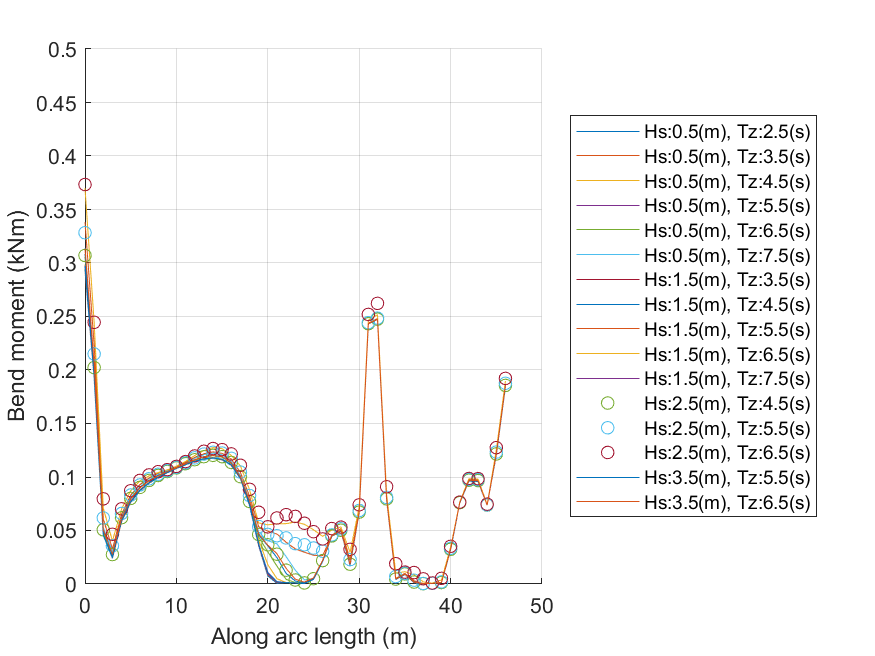 0.5
0.45
0.4
0.35
0.3
0.25
0.2
0.15
0.1
0.05
0
Bend moment (kNm)
0 10 20 30 40 50
Along arc length (m)
Hs:0.5(m), Tz:2.5(s)
Hs:0.5(m), Tz:3.5(s)
Hs:0.5(m), Tz:4.5(s)
Hs:0.5(m), Tz:5.5(s)
Hs:0.5(m), Tz:6.5(s)
Hs:0.5(m), Tz:7.5(s)
Hs:1.5(m), Tz:3.5(s)
Hs:1.5(m), Tz:4.5(s)
Hs:1.5(m), Tz:5.5(s)
Hs:1.5(m), Tz:6.5(s)
Hs:1.5(m), Tz:7.5(s)
Hs:2.5(m), Tz:4.5(s)
Hs:2.5(m), Tz:5.5(s)
Hs:2.5(m), Tz:6.5(s)
Hs:3.5(m), Tz:5.5(s)
Hs:3.5(m), Tz:6.5(s)